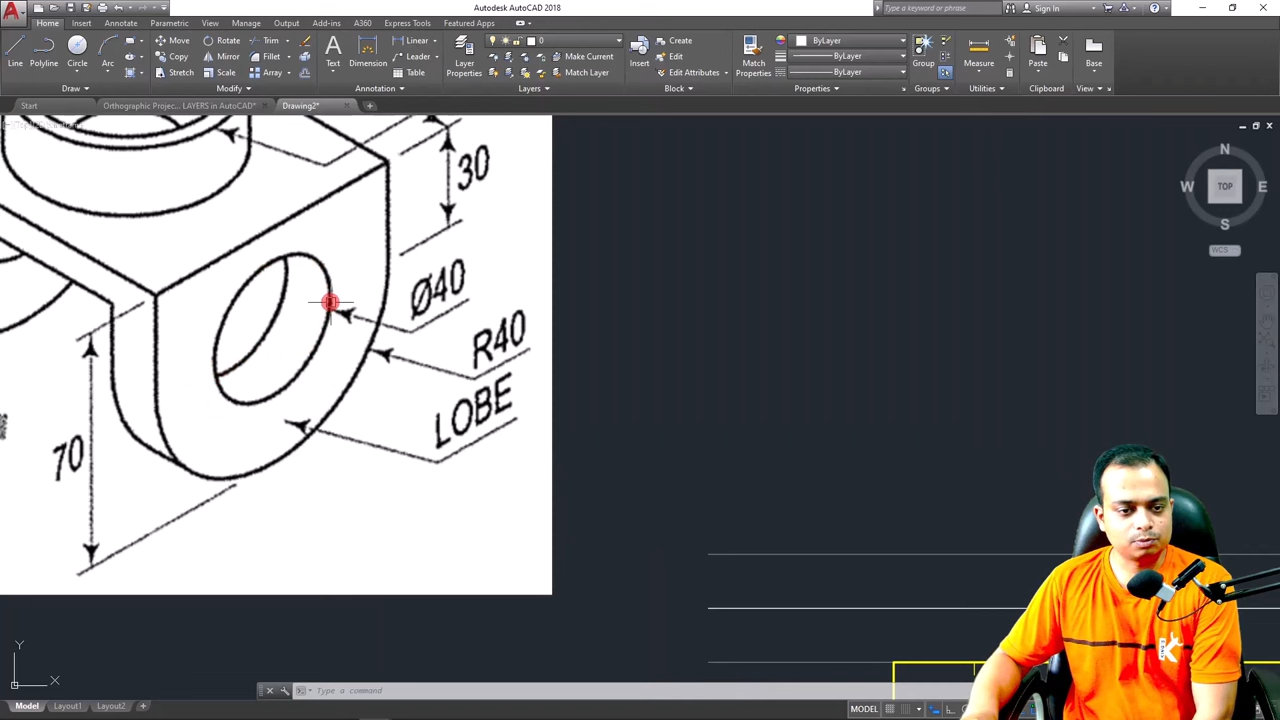 Autodesk AutoCAD 2018
Type a keyword or phrase
Sign In
Home Insert Annotate Parametric View Manage Output Add-ins A360 Express Tools Featured Apps
Line Polyline Circle Arc
Move Rotate Trim
Copy Mirror Fillet
Stretch Scale Array
Text Dimension
Linear
Leader
Table
Layer Properties
0
Make Current
Match Layer
Insert
Create
Edit
Edit Attributes
Match Properties
ByLayer
ByLayer
ByLayer
Group
Measure
Paste
Base
Draw Modify Annotation Layers Block Properties Groups Utilities Clipboard View
Start Orthographic Projec... LAYERS in AutoCAD* Drawing2*
N
W TOP E
S
WCS
30
Ø40
R40
LOBE
70
Y
X
Type a command
Model Layout1 Layout2
MODEL